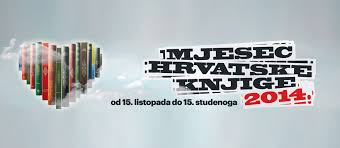 MJESEC
HRVATSKE
KNJIGE
2014.
od 15. listopada do 15. studenoga